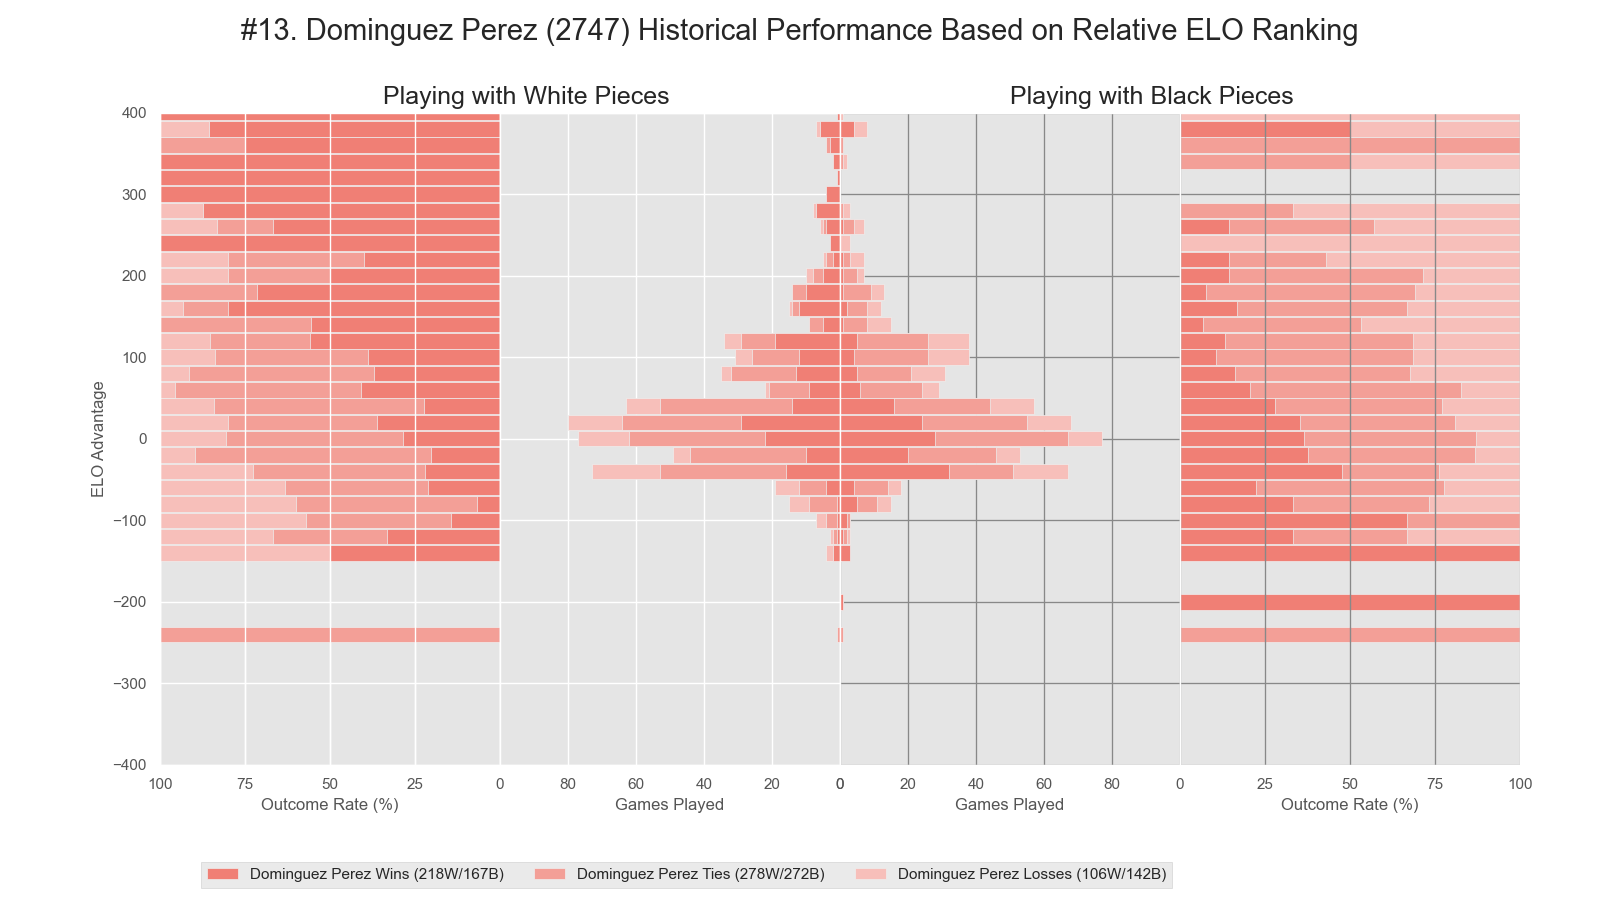 #13. Dominguez Perez (2747) Historical Performance Based on Relative ELO Ranking
Playing with White Pieces
Playing with Black Pieces
400
300
200
100
0
−100
−200
−300
−400
ELO Advantage
100 75 50 25 0 80 60 40 20 0 0 20 40 60 80 0 25 50 75 100
Outcome Rate (%)
Games Played
Games Played
Outcome Rate (%)
Dominguez Perez Wins (218W/167B)
Dominguez Perez Ties (278W/272B)
Dominguez Perez Losses (106W/142B)